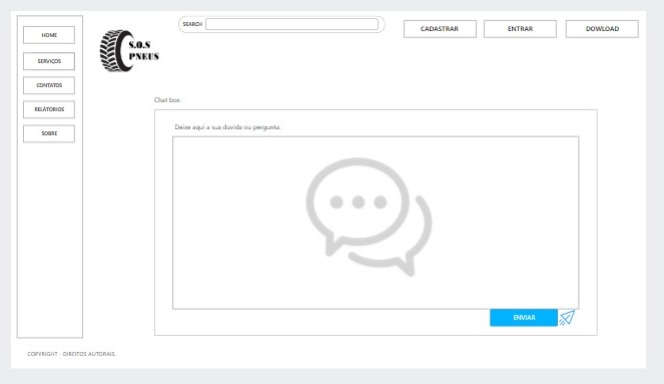 HOME
SERVIÇOS
CONTATOS
RELÁTORIOS
SOBRE
S.O.S
PNEUS
SEARCH
CADASTRAR
ENTRAR
DOWLOAD
Chat box:
Deixe aqui a sua duvida ou pergunta:
ENVIAR
COPYRIGHT - DIREITOS AUTORAIS.